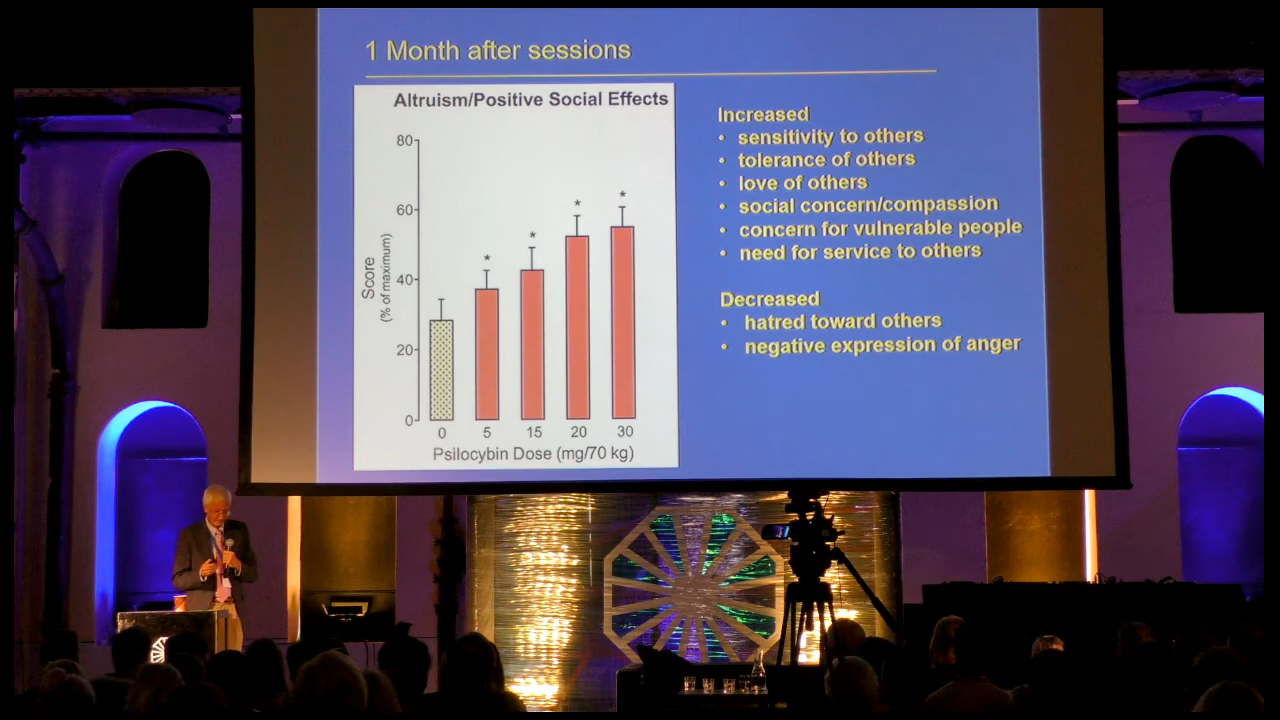 1 Month after sessions
Altruism/Positive Social Effects
80
60
40
20
0
Score
(% of maximum)
*
*
*
*
0 5 15 20 30
Psilocybin Dose (mg/70 kg)
Increased
• sensitivity to others
• tolerance of others
• love of others
• social concern/compassion
• concern for vulnerable people
• need for service to others
Decreased
• hatred toward others
• negative expression of anger